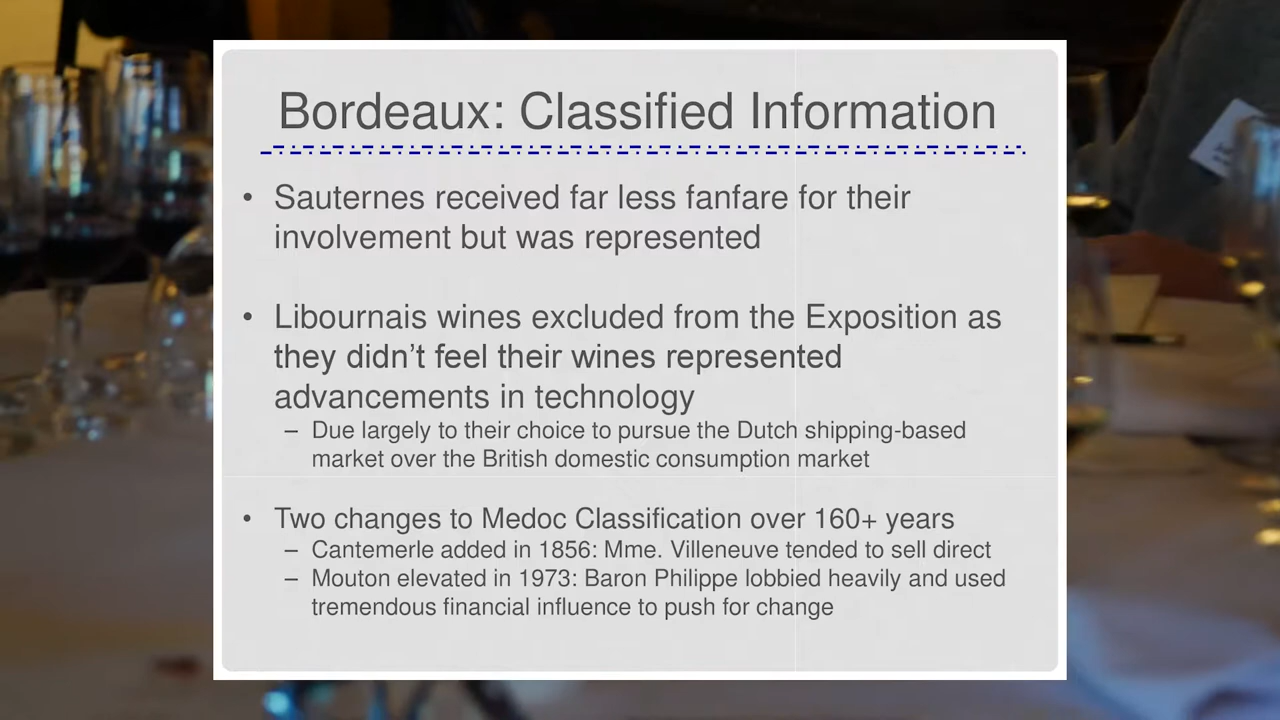 Bordeaux: Classified Information
• Sauternes received far less fanfare for their
involvement but was represented
• Libournais wines excluded from the Exposition as
they didn’t feel their wines represented
advancements in technology
– Due largely to their choice to pursue the Dutch shipping-based
market over the British domestic consumption market
• Two changes to Medoc Classification over 160+ years
– Cantemerle added in 1856: Mme. Villeneuve tended to sell direct
– Mouton elevated in 1973: Baron Philippe lobbied heavily and used
tremendous financial influence to push for change